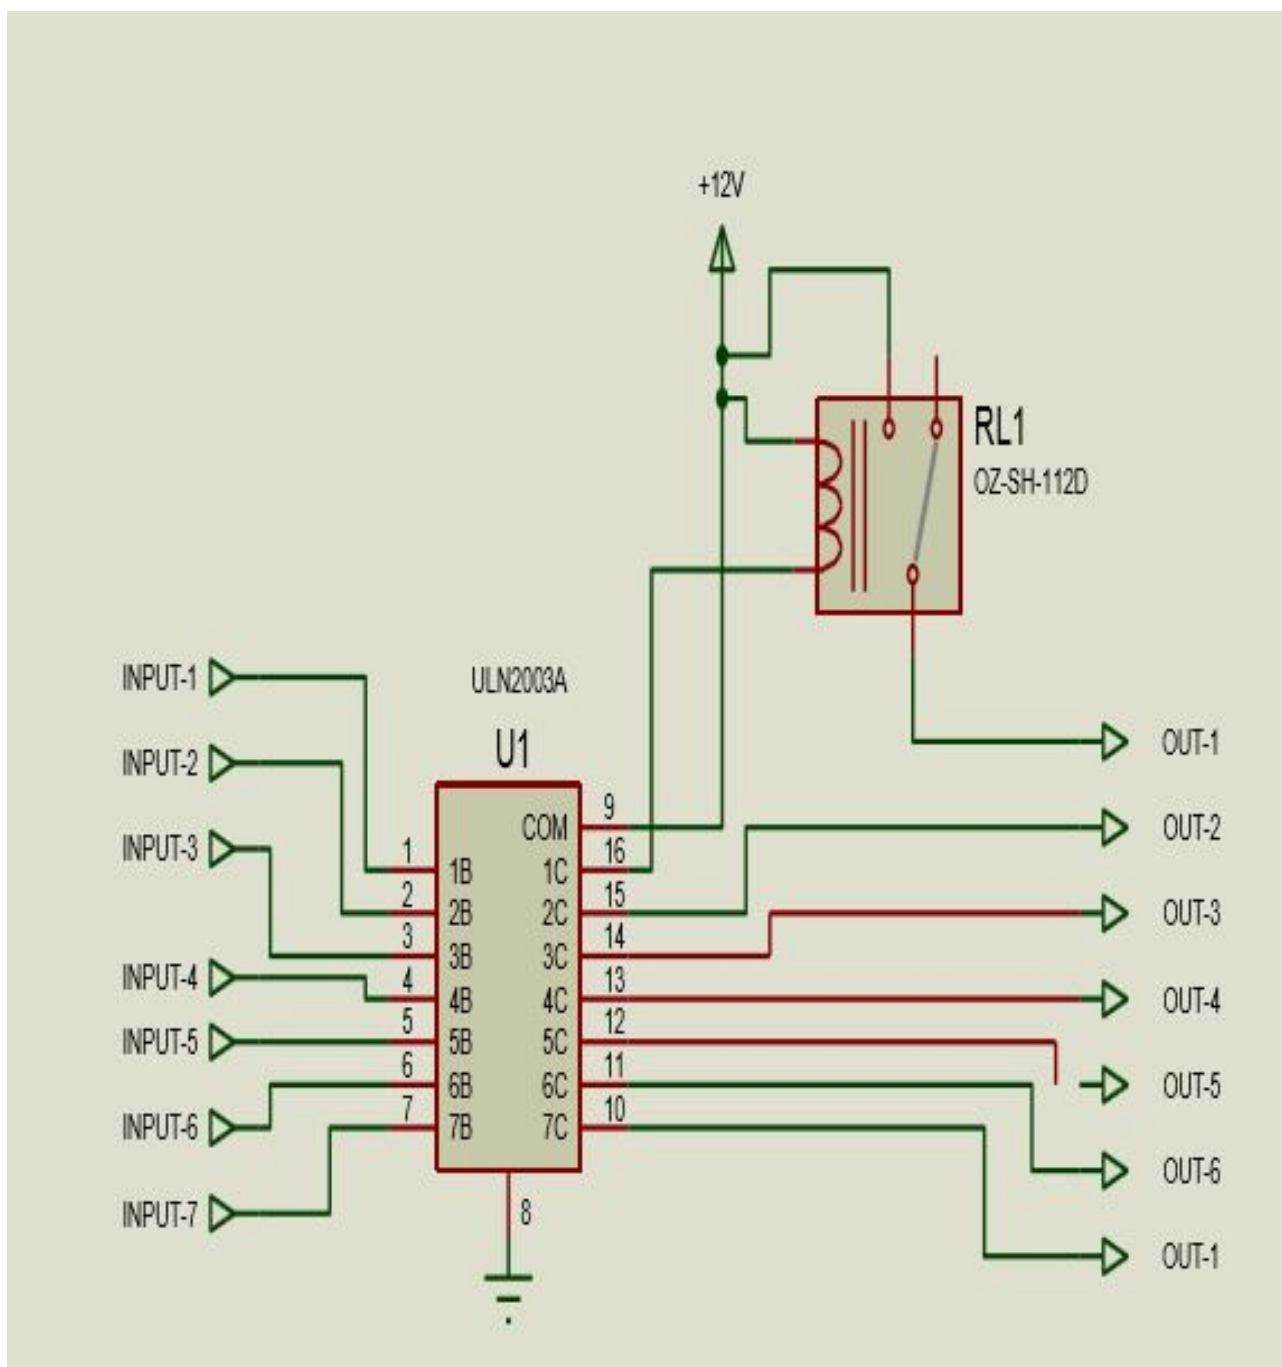 +12V
RL1
OZ-SH-112D
INPUT-1
ULN2003A
U1
OUT-1
INPUT-2
INPUT-3
COM 9
OUT-2
1 1B 1C 16
2 2B 2C 15
OUT-3
3 3B 3C 14
INPUT-4
4 4B 4C 13
OUT-4
INPUT-5
5 5B 5C 12
6 6B 6C 11
OUT-5
INPUT-6
7 7B 7C 10
OUT-6
INPUT-7
8
OUT-1